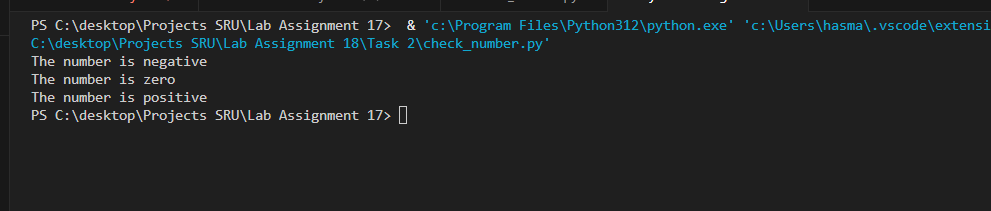 PS C:\desktop\Projects SRU\Lab Assignment 17>  & 'c:\Program Files\Python312\python.exe' 'c:\Users\hasma\.vscode\extensi
C:\desktop\Projects SRU\Lab Assignment 18\Task 2\check_number.py'
The number is negative
The number is zero
The number is positive
PS C:\desktop\Projects SRU\Lab Assignment 17>